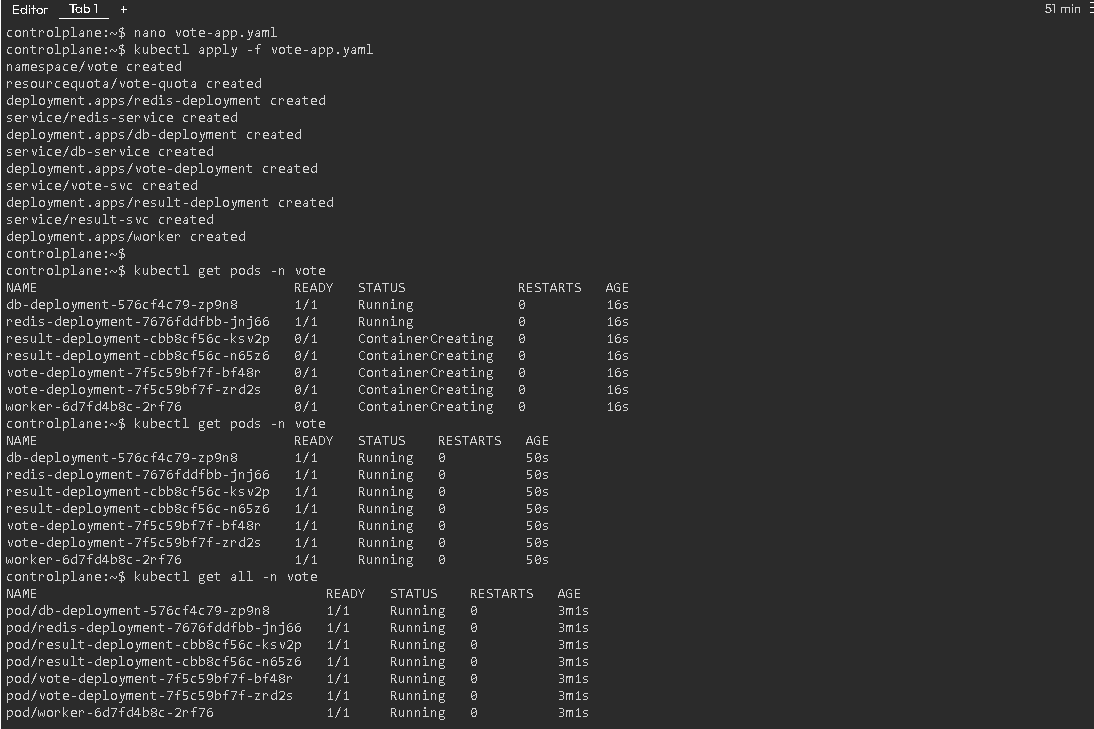 Editor Tab 1 + 51 min
controlplane:~$ nano vote-app.yaml
controlplane:~$ kubectl apply -f vote-app.yaml
namespace/vote created
resourcequota/vote-quota created
deployment.apps/redis-deployment created
service/redis-service created
deployment.apps/db-deployment created
service/db-service created
deployment.apps/vote-deployment created
service/vote-svc created
deployment.apps/result-deployment created
service/result-svc created
deployment.apps/worker created
controlplane:~$
controlplane:~$ kubectl get pods -n vote
NAME READY STATUS RESTARTS AGE
db-deployment-576cf4c79-zp9n8 1/1 Running 0 16s
redis-deployment-7676fddfbb-jnj66 1/1 Running 0 16s
result-deployment-cbb8cf56c-ksv2p 0/1 ContainerCreating 0 16s
result-deployment-cbb8cf56c-n65z6 0/1 ContainerCreating 0 16s
vote-deployment-7f5c59bf7f-bf48r 0/1 ContainerCreating 0 16s
vote-deployment-7f5c59bf7f-zrd2s 0/1 ContainerCreating 0 16s
worker-6d7fd4b8c-2rf76 0/1 ContainerCreating 0 16s
controlplane:~$ kubectl get pods -n vote
NAME READY STATUS RESTARTS AGE
db-deployment-576cf4c79-zp9n8 1/1 Running 0 50s
redis-deployment-7676fddfbb-jnj66 1/1 Running 0 50s
result-deployment-cbb8cf56c-ksv2p 1/1 Running 0 50s
result-deployment-cbb8cf56c-n65z6 1/1 Running 0 50s
vote-deployment-7f5c59bf7f-bf48r 1/1 Running 0 50s
vote-deployment-7f5c59bf7f-zrd2s 1/1 Running 0 50s
worker-6d7fd4b8c-2rf76 1/1 Running 0 50s
controlplane:~$ kubectl get all -n vote
NAME READY STATUS RESTARTS AGE
pod/db-deployment-576cf4c79-zp9n8 1/1 Running 0 3m1s
pod/redis-deployment-7676fddfbb-jnj66 1/1 Running 0 3m1s
pod/result-deployment-cbb8cf56c-ksv2p 1/1 Running 0 3m1s
pod/result-deployment-cbb8cf56c-n65z6 1/1 Running 0 3m1s
pod/vote-deployment-7f5c59bf7f-bf48r 1/1 Running 0 3m1s
pod/vote-deployment-7f5c59bf7f-zrd2s 1/1 Running 0 3m1s
pod/worker-6d7fd4b8c-2rf76 1/1 Running 0 3m1s